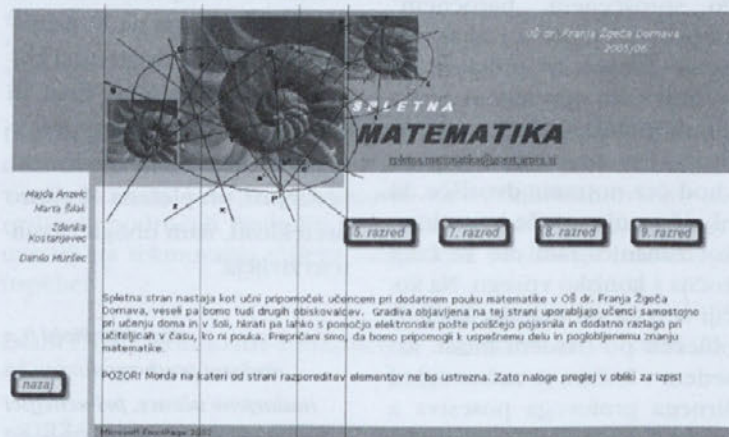 OŠ dr. Franja Žgeča Dornava
2005/06
SPLETNA
MATEMATIKA
Majda Anzelc
Marta Šilak
Zdenka
Kostanjevec
Danilo Muršec
6. razred
7. razred
8. razred
9. razred
Spletna stran nastaja kot učni pripomoček učencem pri dodatnem pouku matematike v OŠ dr. Franja Žgeča
Dornava, veseli pa bomo tudi drugih obiskovalcev. Gradiva objavljena na tej strani uporabljajo učenci samostojno
pri učenju doma in v šoli, hkrati pa lahko s pomočjo elektronske pošte poiščejo pojasnila in dodatno razlago pri
učiteljicah v času, ko ni pouka. Prepričani smo, da bomo pripomogli k uspešnemu delu in poglobljenemu znanju
matematike.
nazaj
POZOR! Morda na kateri od strani razporeditev elementov ne bo ustrezna. Zato naloge preglej v obliki za izpis!
Microsoft FrontPage 2002